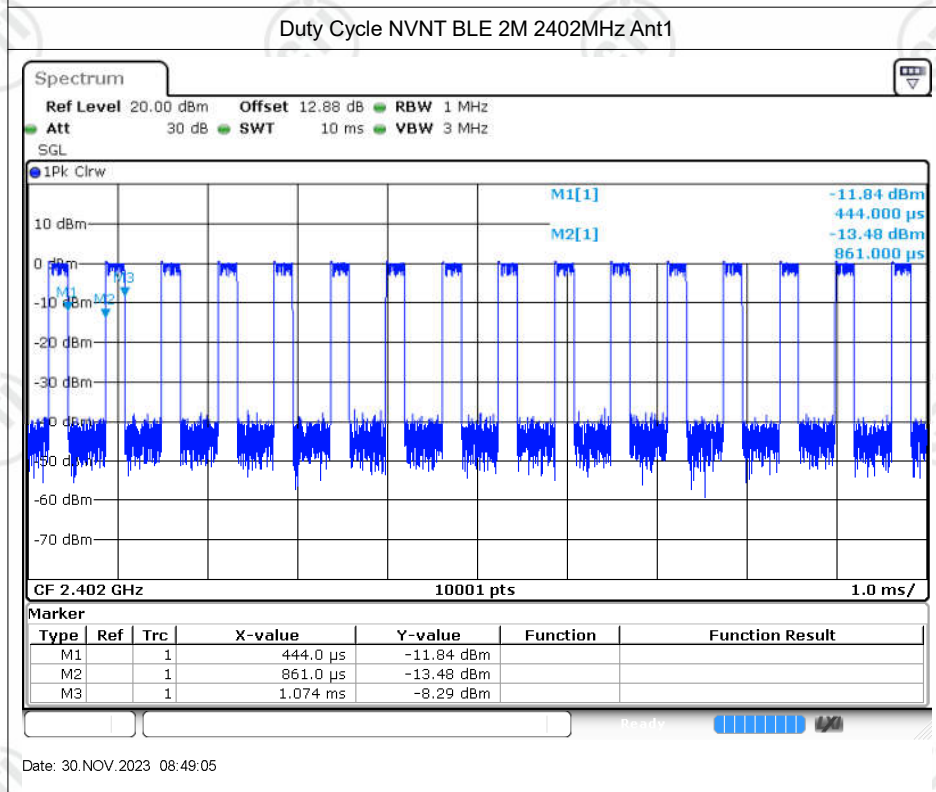 Duty Cycle NVNT BLE 2M 2402MHz Ant1
Spectrum
Ref Level 20.00 dBm Offset 12.88 dB RBW 1 MHz
Att 30 dB SWT 10 ms VBW 3 MHz
SGL
1Pk Clrw
M1[1] -11.84 dBm
444.000 µs
10 dBm
M2[1] -13.48 dBm
861.000 µs
0 dBm
M3
M1
M2
-10 dBm
-20 dBm
-30 dBm
-60 dBm
-70 dBm
CF 2.402 GHz 10001 pts 1.0 ms/
Marker
Type Ref Trc X-value Y-value Function Function Result
M1 1 444.0 µs -11.84 dBm
M2 1 861.0 µs -13.48 dBm
M3 1 1.074 ms -8.29 dBm
Ready
LXI
Date: 30.NOV.2023 08:49:05